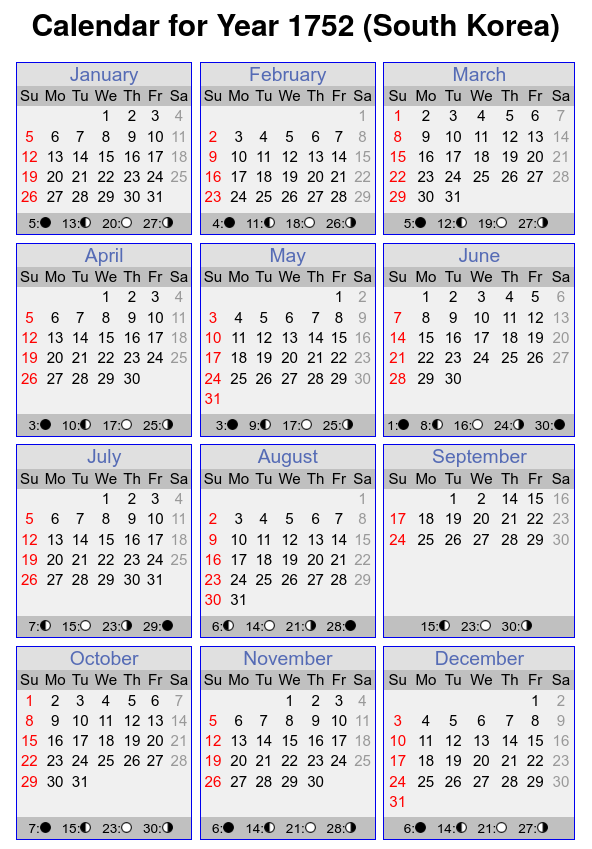 Calendar for Year 1752 (South Korea)
January
Su Mo Tu We Th Fr Sa
1 2 3 4
5 6 7 8 9 10 11
12 13 14 15 16 17 18
19 20 21 22 23 24 25
26 27 28 29 30 31
5:● 13:◐ 20:○ 27:◑
February
Su Mo Tu We Th Fr Sa
1
2 3 4 5 6 7 8
9 10 11 12 13 14 15
16 17 18 19 20 21 22
23 24 25 26 27 28 29
4:● 11:◐ 18:○ 26:◑
March
Su Mo Tu We Th Fr Sa
1 2 3 4 5 6 7
8 9 10 11 12 13 14
15 16 17 18 19 20 21
22 23 24 25 26 27 28
29 30 31
5:● 12:◐ 19:○ 27:◑
April
Su Mo Tu We Th Fr Sa
1 2 3 4
5 6 7 8 9 10 11
12 13 14 15 16 17 18
19 20 21 22 23 24 25
26 27 28 29 30
3:● 10:◐ 17:○ 25:◑
May
Su Mo Tu We Th Fr Sa
1 2
3 4 5 6 7 8 9
10 11 12 13 14 15 16
17 18 19 20 21 22 23
24 25 26 27 28 29 30
31
3:● 9:◐ 17:○ 25:◑
June
Su Mo Tu We Th Fr Sa
1 2 3 4 5 6
7 8 9 10 11 12 13
14 15 16 17 18 19 20
21 22 23 24 25 26 27
28 29 30
1:● 8:◐ 16:○ 24:◑ 30:●
July
Su Mo Tu We Th Fr Sa
1 2 3 4
5 6 7 8 9 10 11
12 13 14 15 16 17 18
19 20 21 22 23 24 25
26 27 28 29 30 31
7:◐ 15:○ 23:◑ 29:●
August
Su Mo Tu We Th Fr Sa
1
2 3 4 5 6 7 8
9 10 11 12 13 14 15
16 17 18 19 20 21 22
23 24 25 26 27 28 29
30 31
6:◐ 14:○ 21:◑ 28:●
September
Su Mo Tu We Th Fr Sa
1 2 14 15 16
17 18 19 20 21 22 23
24 25 26 27 28 29 30
15:◐ 23:○ 30:◑
October
Su Mo Tu We Th Fr Sa
1 2 3 4 5 6 7
8 9 10 11 12 13 14
15 16 17 18 19 20 21
22 23 24 25 26 27 28
29 30 31
7:● 15:◐ 23:○ 30:◑
November
Su Mo Tu We Th Fr Sa
1 2 3 4
5 6 7 8 9 10 11
12 13 14 15 16 17 18
19 20 21 22 23 24 25
26 27 28 29 30
6:● 14:◐ 21:○ 28:◑
December
Su Mo Tu We Th Fr Sa
1 2
3 4 5 6 7 8 9
10 11 12 13 14 15 16
17 18 19 20 21 22 23
24 25 26 27 28 29 30
31
6:● 14:◐ 21:○ 27:◑